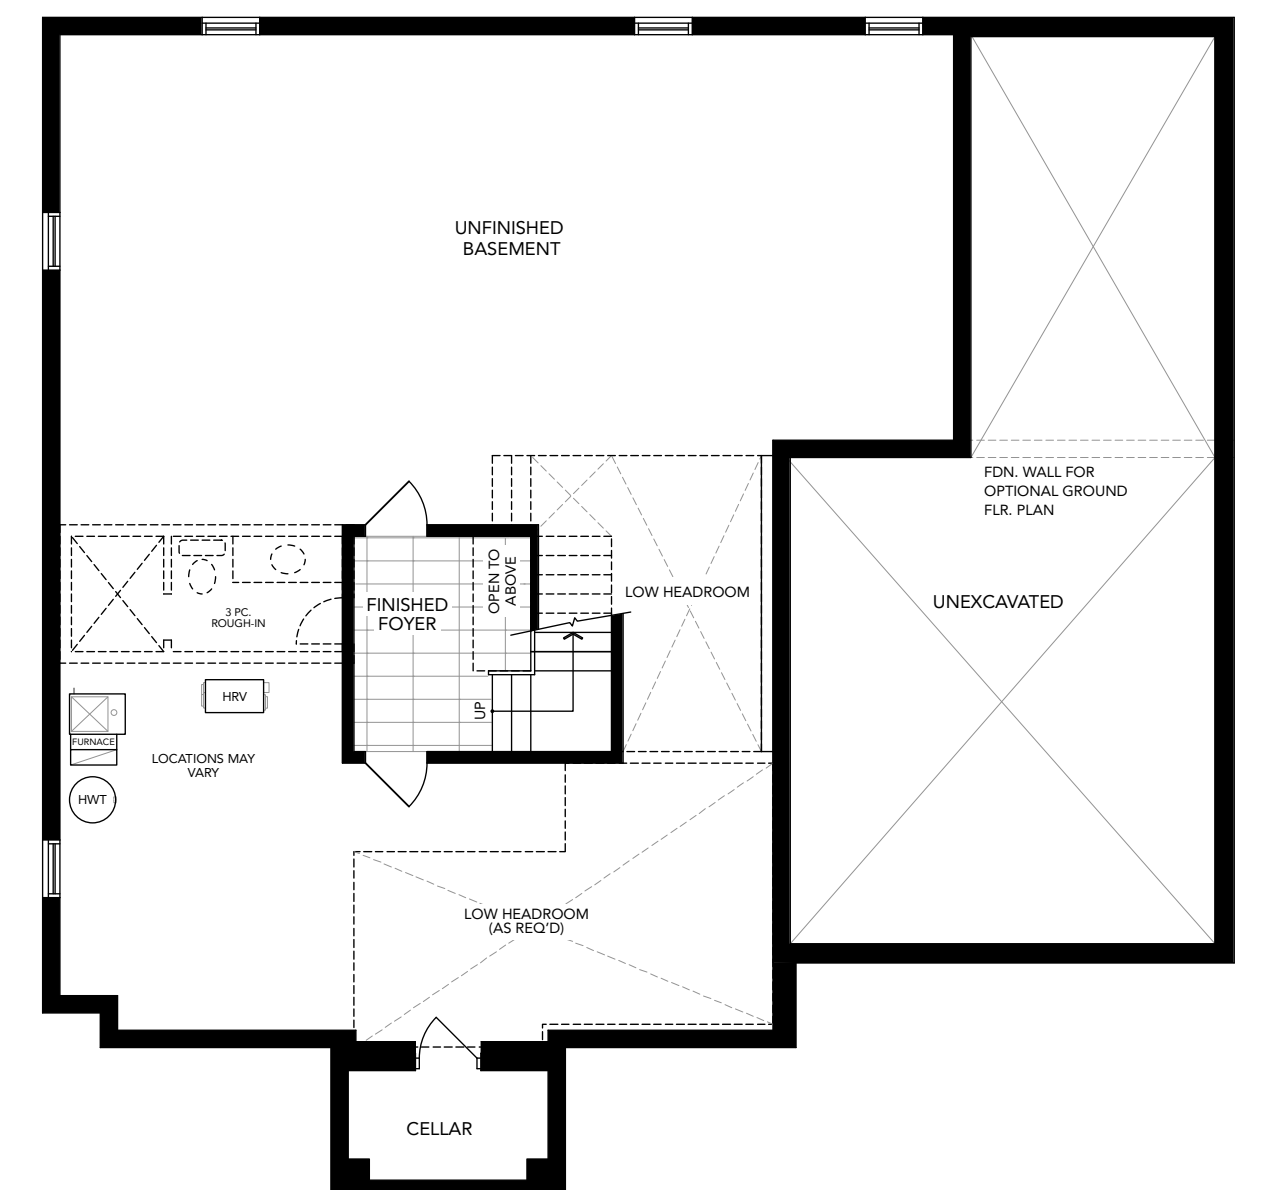 UNFINISHED
BASEMENT
FDN. WALL FOR
OPTIONAL GROUND
FLR. PLAN
OPEN TO
ABOVE
LOW HEADROOM
UNEXCAVATED
FINISHED
FOYER
3 PC.
ROUGH-IN
HRV
UP
FURNACE
LOCATIONS MAY
VARY
HWT
LOW HEADROOM
(AS REQ'D)
CELLAR